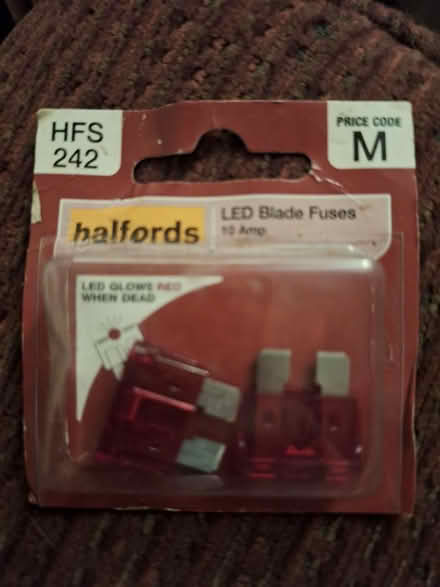 HFS
242
PRICE CODE
M
halfords
LED Blade Fuses
10 Amp
LED GLOWS RED
WHEN DEAD